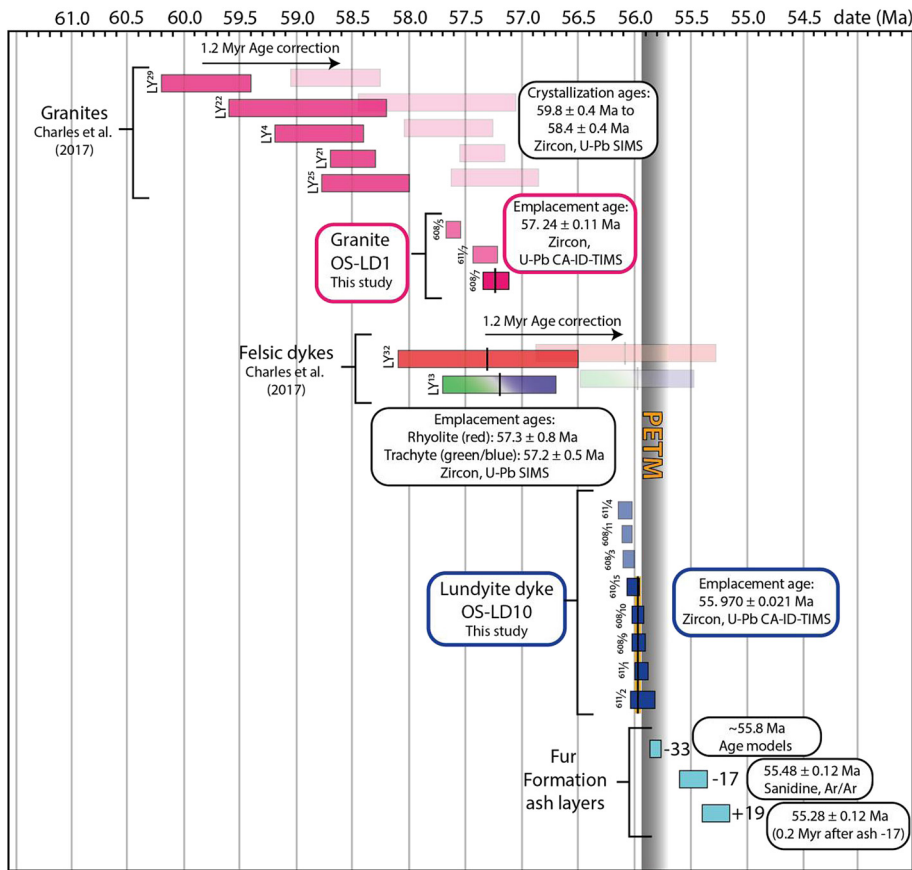 61.0 60.5 60.0 59.5 59.0 58.5 58.0 57.5 57.0 56.5 56.0 55.5 55.0 54.5 date (Ma)
1.2 Myr Age correction
LY29
LY22
LY4
LY21
LY25
Granites
Charles et al.
(2017)
Crystallization ages:
59.8 ± 0.4 Ma to
58.4 ± 0.4 Ma
Zircon, U-Pb SIMS
Granite
OS-LD1
This study
608/5
611/7
608/7
Emplacement age:
57. 24 ± 0.11 Ma
Zircon,
U-Pb CA-ID-TIMS
1.2 Myr Age correction
Felsic dykes
Charles et al.
(2017)
LY32
LY13
Emplacement ages:
Rhyolite (red): 57.3 ± 0.8 Ma
Trachyte (green/blue): 57.2 ± 0.5 Ma
Zircon, U-Pb SIMS
PETM
Lundyite dyke
OS-LD10
This study
611/4
608/11
608/3
610/15
608/10
608/9
611/1
611/2
Emplacement age:
55. 970 ± 0.021 Ma
Zircon, U-Pb CA-ID-TIMS
Fur
Formation
ash layers
-33
~55.8 Ma
Age models
-17
55.48 ± 0.12 Ma
Sanidine, Ar/Ar
+19
55.28 ± 0.12 Ma
(0.2 Myr after ash -17)